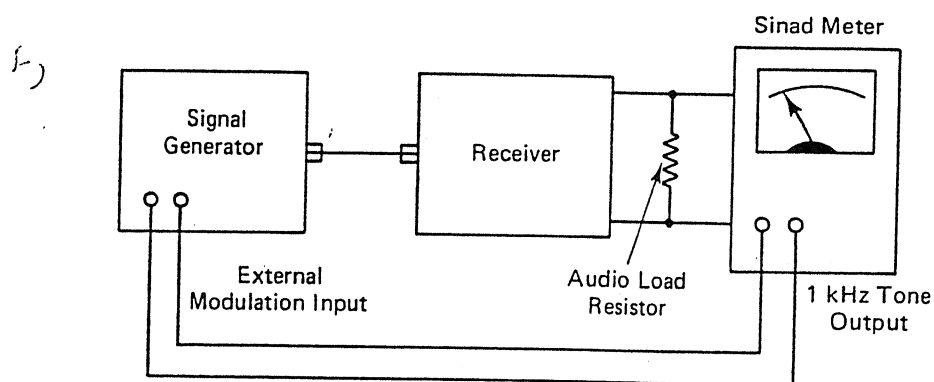 Sinad Meter
Signal
Generator
Receiver
External
Modulation Input
Audio Load
Resistor
1 kHz Tone
Output